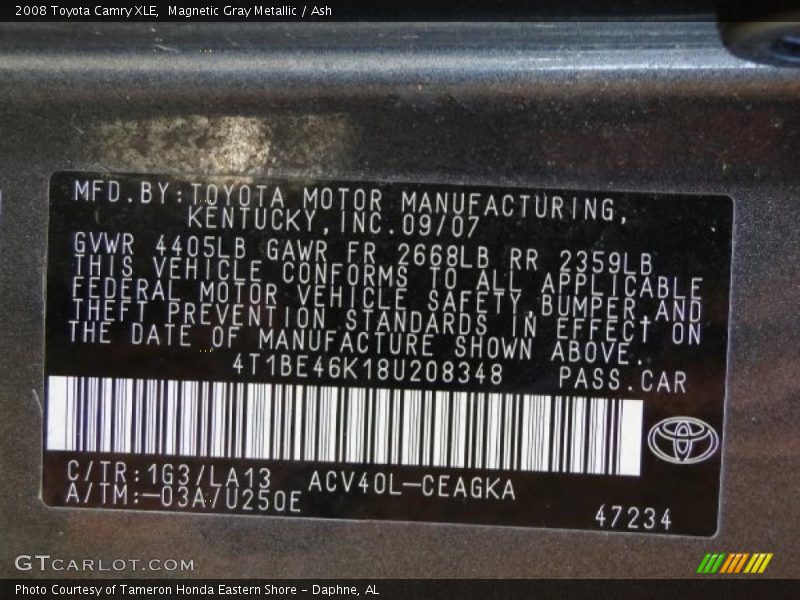 2008 Toyota Camry XLE,  Magnetic Gray Metallic / Ash
MFD.BY:TOYOTA MOTOR MANUFACTURING,
KENTUCKY,INC.09/07
GVWR 4405LB GAWR FR 2668LB RR 2359LB
THIS VEHICLE CONFORMS TO ALL APPLICABLE
FEDERAL MOTOR VEHICLE SAFETY,BUMPER,AND
THEFT PREVENTION STANDARDS IN EFFECT ON
THE DATE OF MANUFACTURE SHOWN ABOVE.
4T1BE46K18U208348 PASS.CAR
C/TR:1G3/LA13 ACV40L-CEAGKA
A/TM:-03A/U250E
47234
GTCARLOT.COM
Photo Courtesy of Tameron Honda Eastern Shore - Daphne, AL